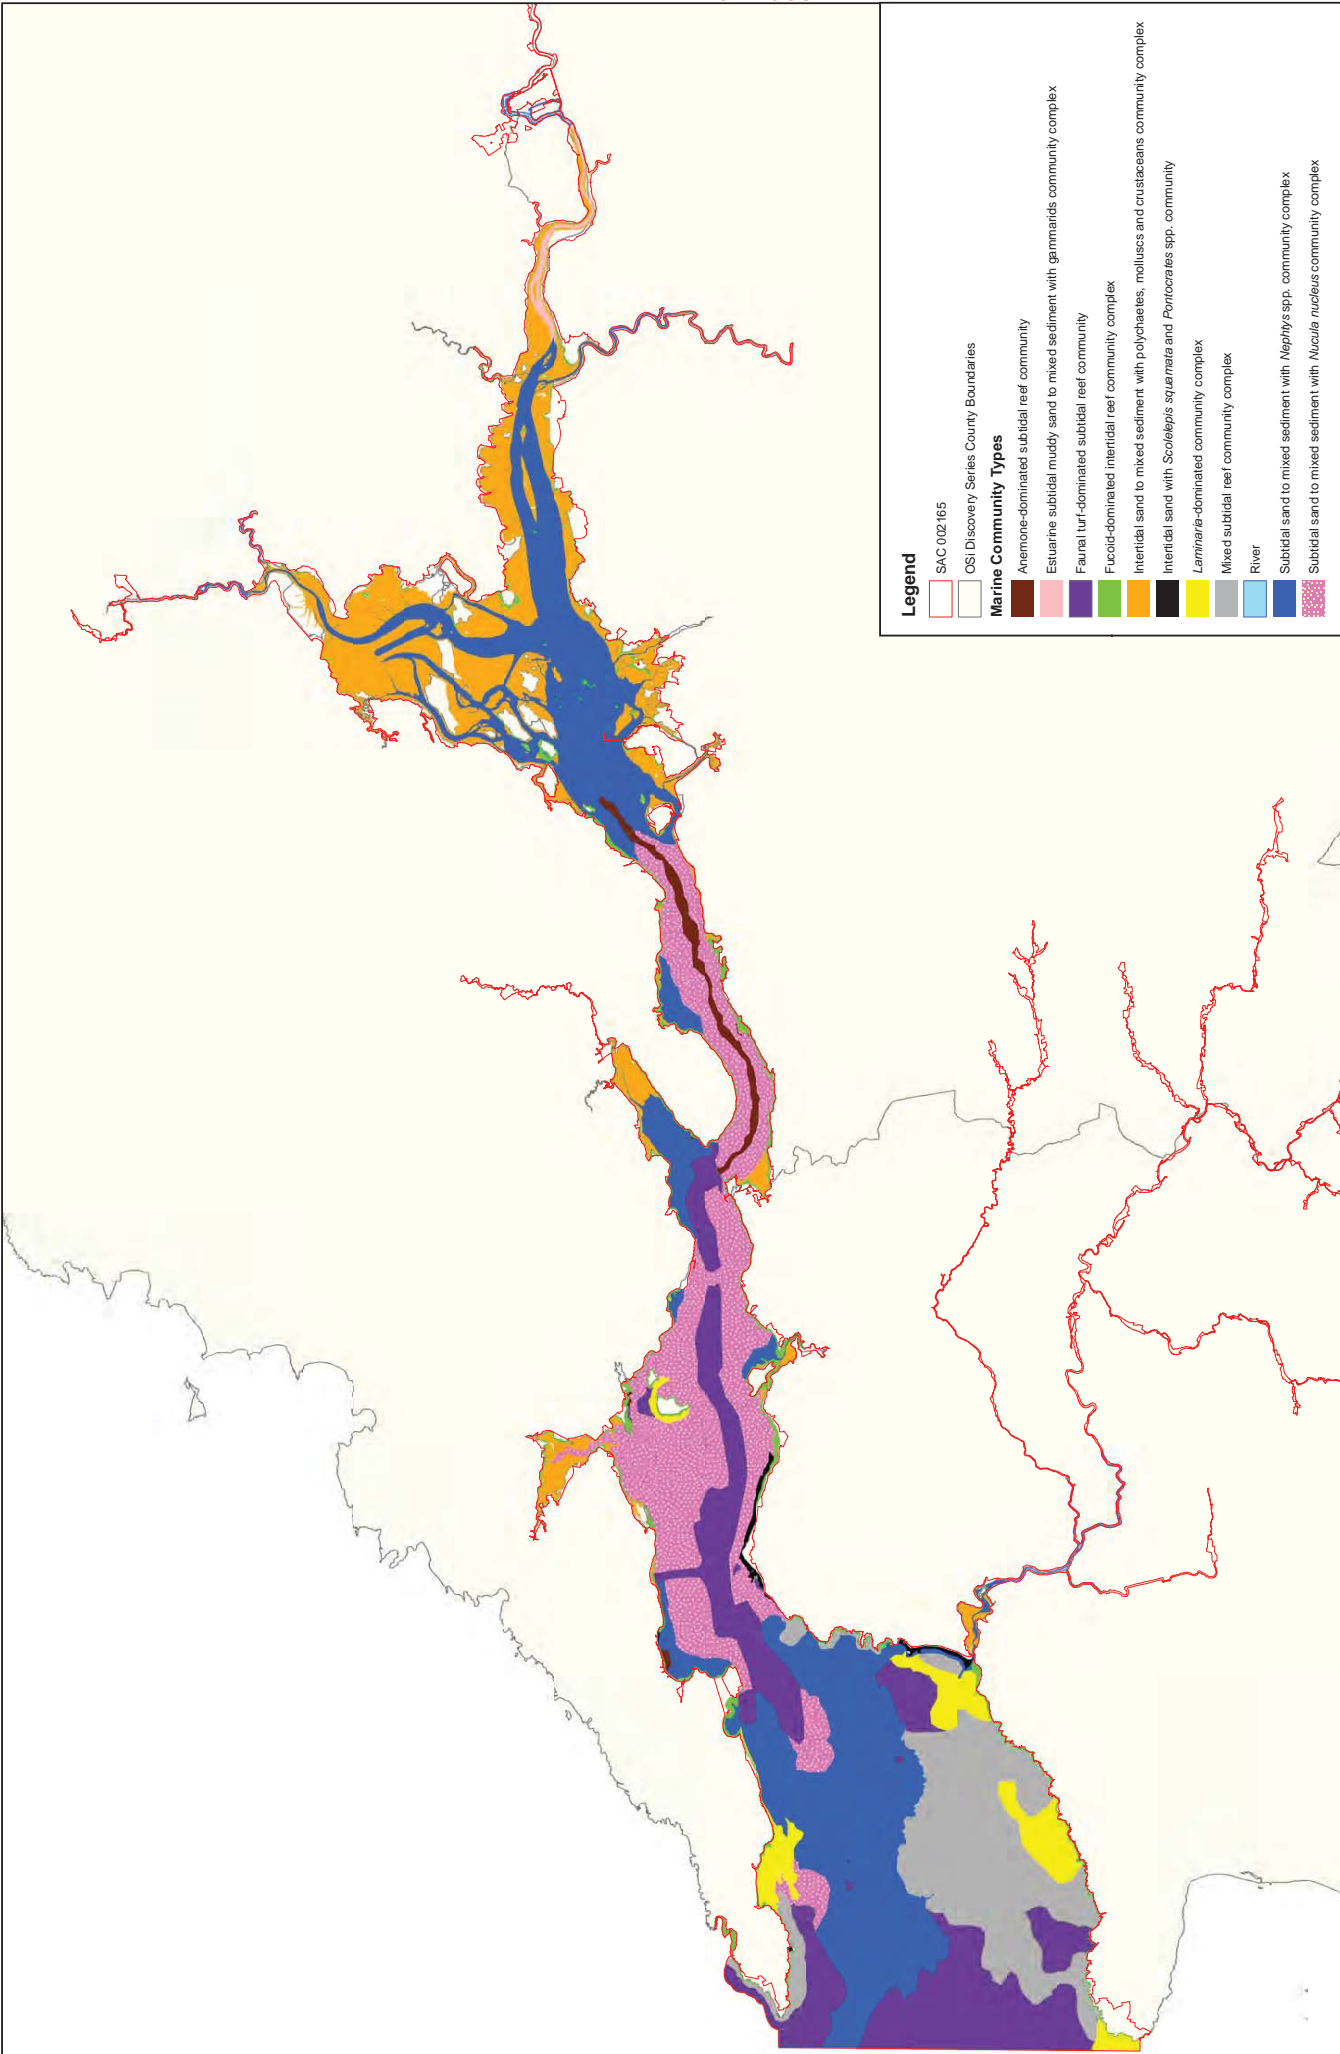 Legend
SAC 002165
OSi Discovery Series County Boundaries
Marine Community Types
Anemone-dominated subtidal reef community
Estuarine subtidal muddy sand to mixed sediment with gammarids community complex
Faunal turf-dominated subtidal reef community
Fucoid-dominated intertidal reef community complex
Intertidal sand to mixed sediment with polychaetes, molluscs and crustaceans community complex
Intertidal sand with Scolelepis squamata and Pontocrates spp. community
Laminaria-dominated community complex
Mixed subtidal reef community complex
River
Subtidal sand to mixed sediment with Nephtys spp. community complex
Subtidal sand to mixed sediment with Nucula nucleus community complex